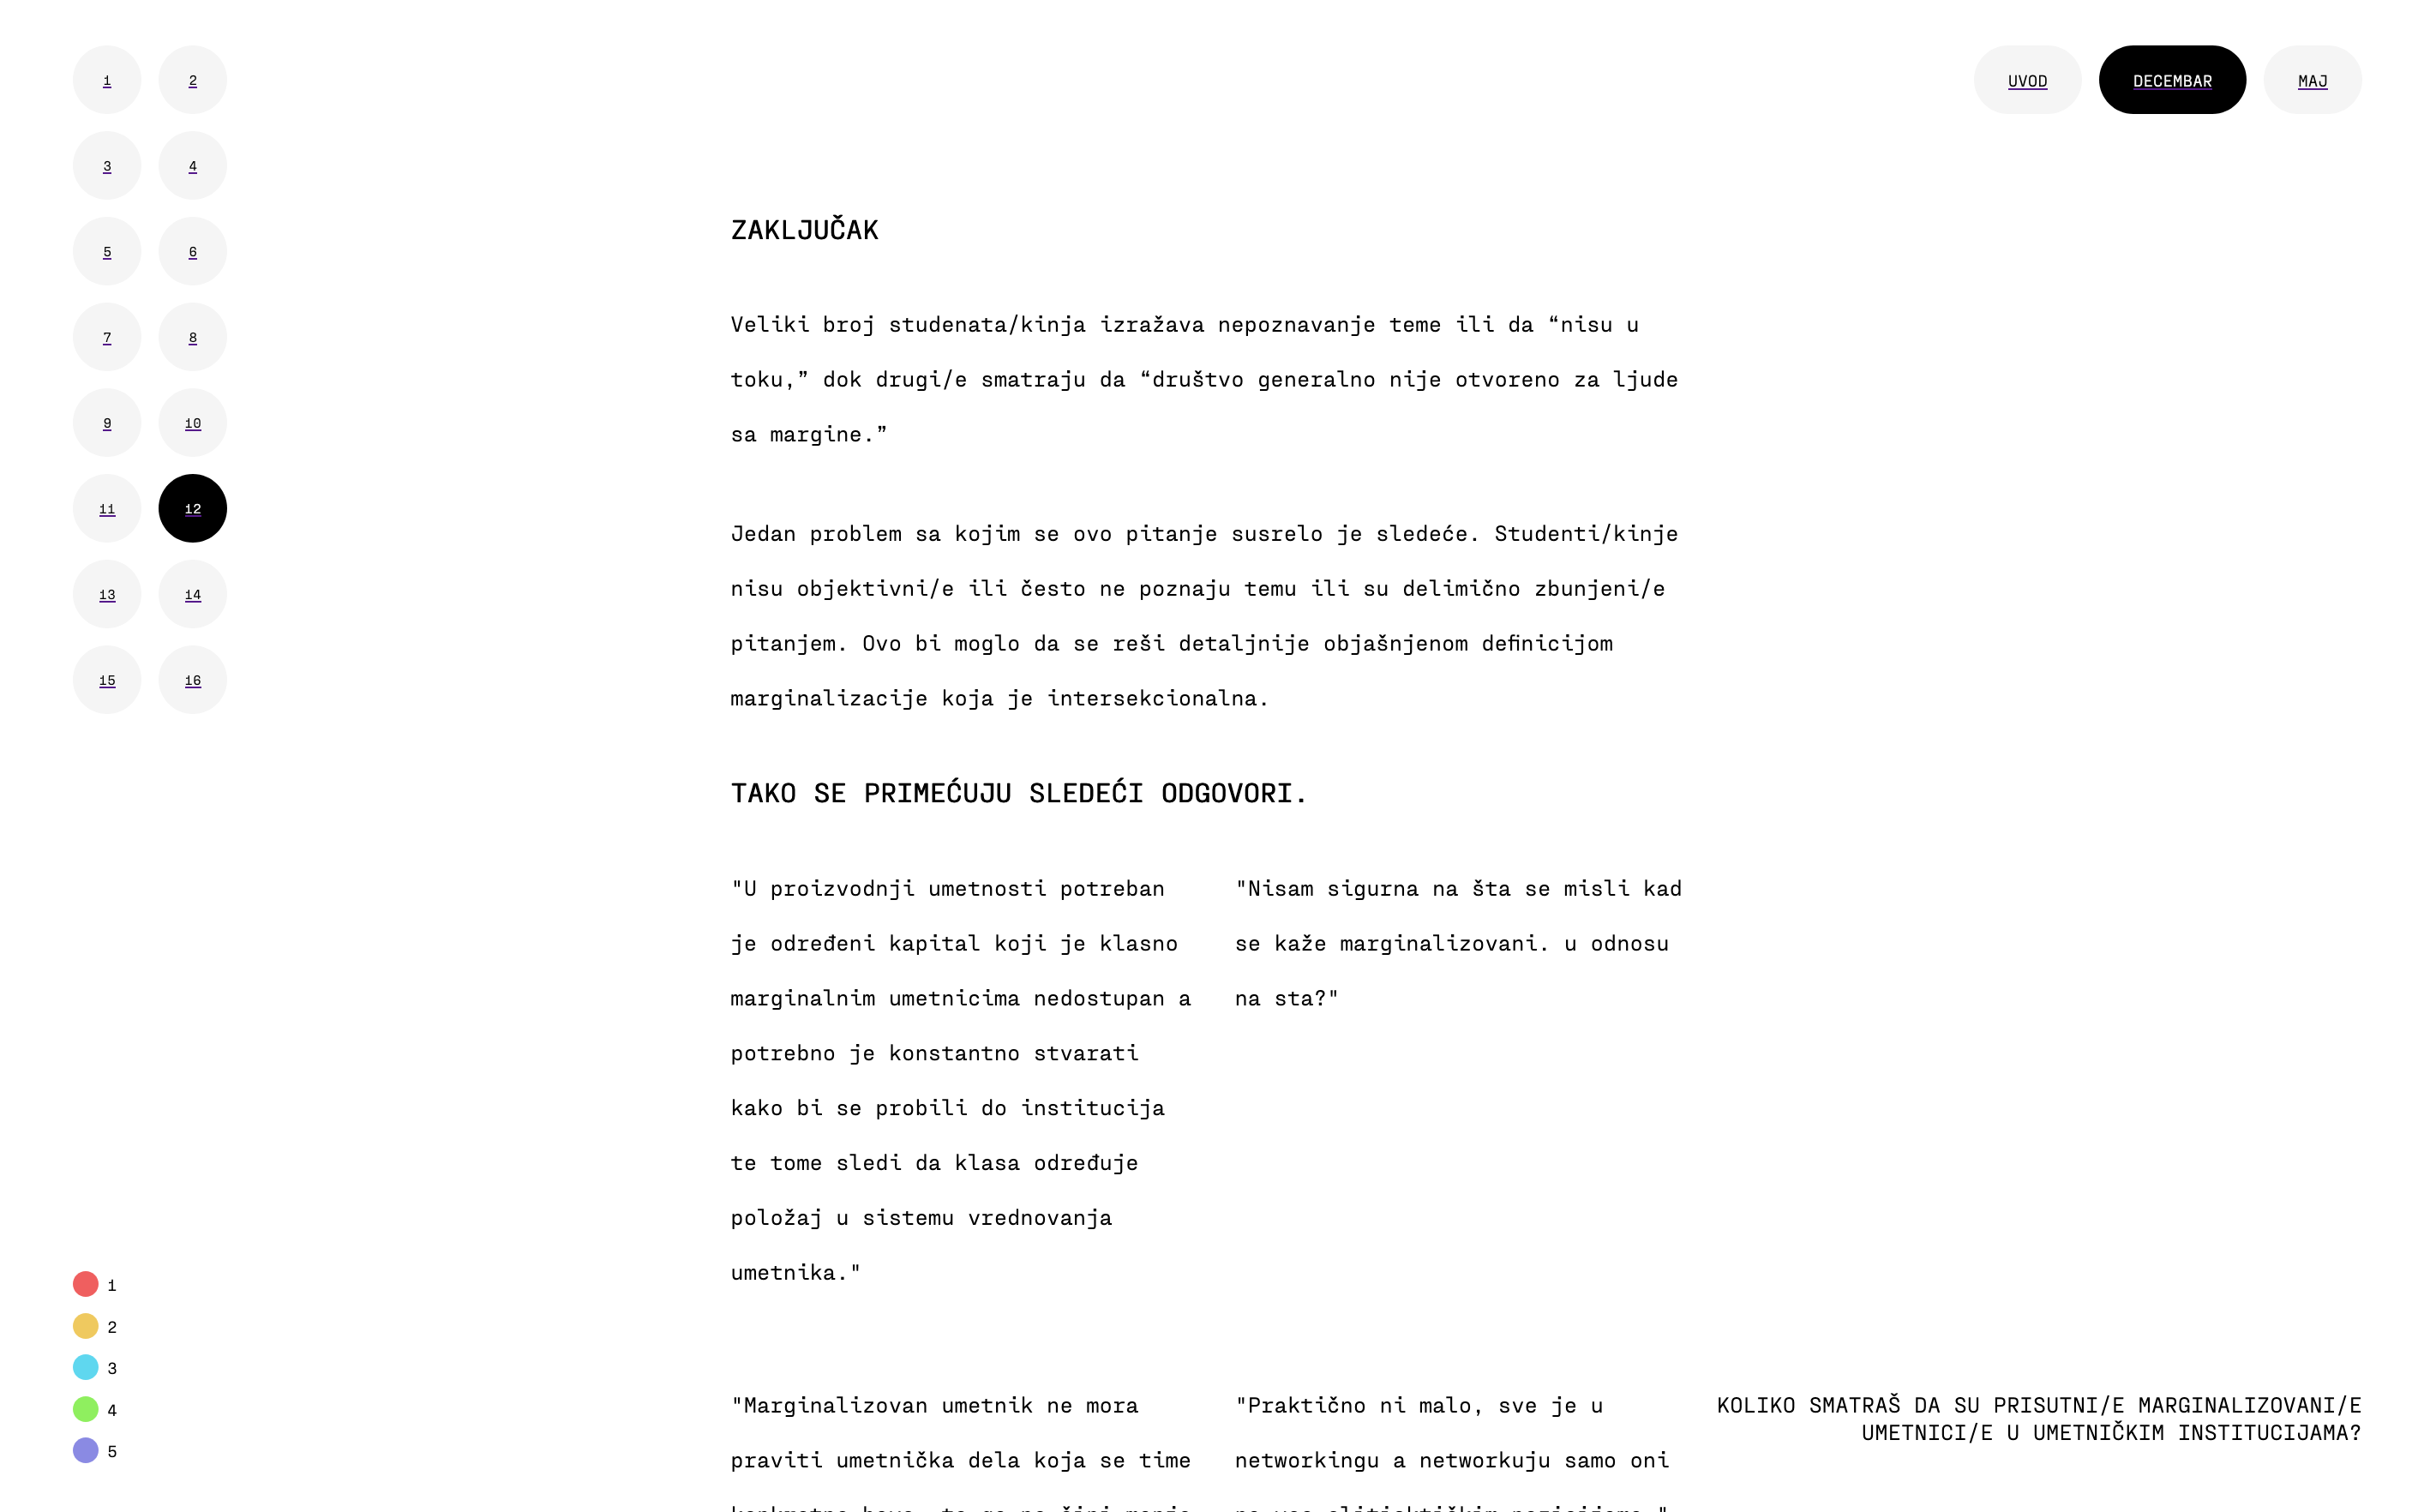 1
2
UVOD
DECEMBAR
MAJ
3
4
5
6
7
8
9
10
11
12
13
14
15
16
ZAKLJUČAK
Veliki broj studenata/kinja izražava nepoznavanje teme ili da “nisu u
toku,” dok drugi/e smatraju da “društvo generalno nije otvoreno za ljude
sa margine.”
Jedan problem sa kojim se ovo pitanje susrelo je sledeće. Studenti/kinje
nisu objektivni/e ili često ne poznaju temu ili su delimično zbunjeni/e
pitanjem. Ovo bi moglo da se reši detaljnije objašnjenom definicijom
marginalizacije koja je intersekcionalna.
TAKO SE PRIMEĆUJU SLEDEĆI ODGOVORI.
"U proizvodnji umetnosti potreban
je određeni kapital koji je klasno
marginalnim umetnicima nedostupan a
potrebno je konstantno stvarati
kako bi se probili do institucija
te tome sledi da klasa određuje
položaj u sistemu vrednovanja
umetnika."
"Nisam sigurna na šta se misli kad
se kaže marginalizovani. u odnosu
na sta?"
"Marginalizovan umetnik ne mora
praviti umetnička dela koja se time
"Praktično ni malo, sve je u
networkingu a networkuju samo oni
1
2
3
4
5
KOLIKO SMATRAŠ DA SU PRISUTNI/E MARGINALIZOVANI/E
UMETNICI/E U UMETNIČKIM INSTITUCIJAMA?